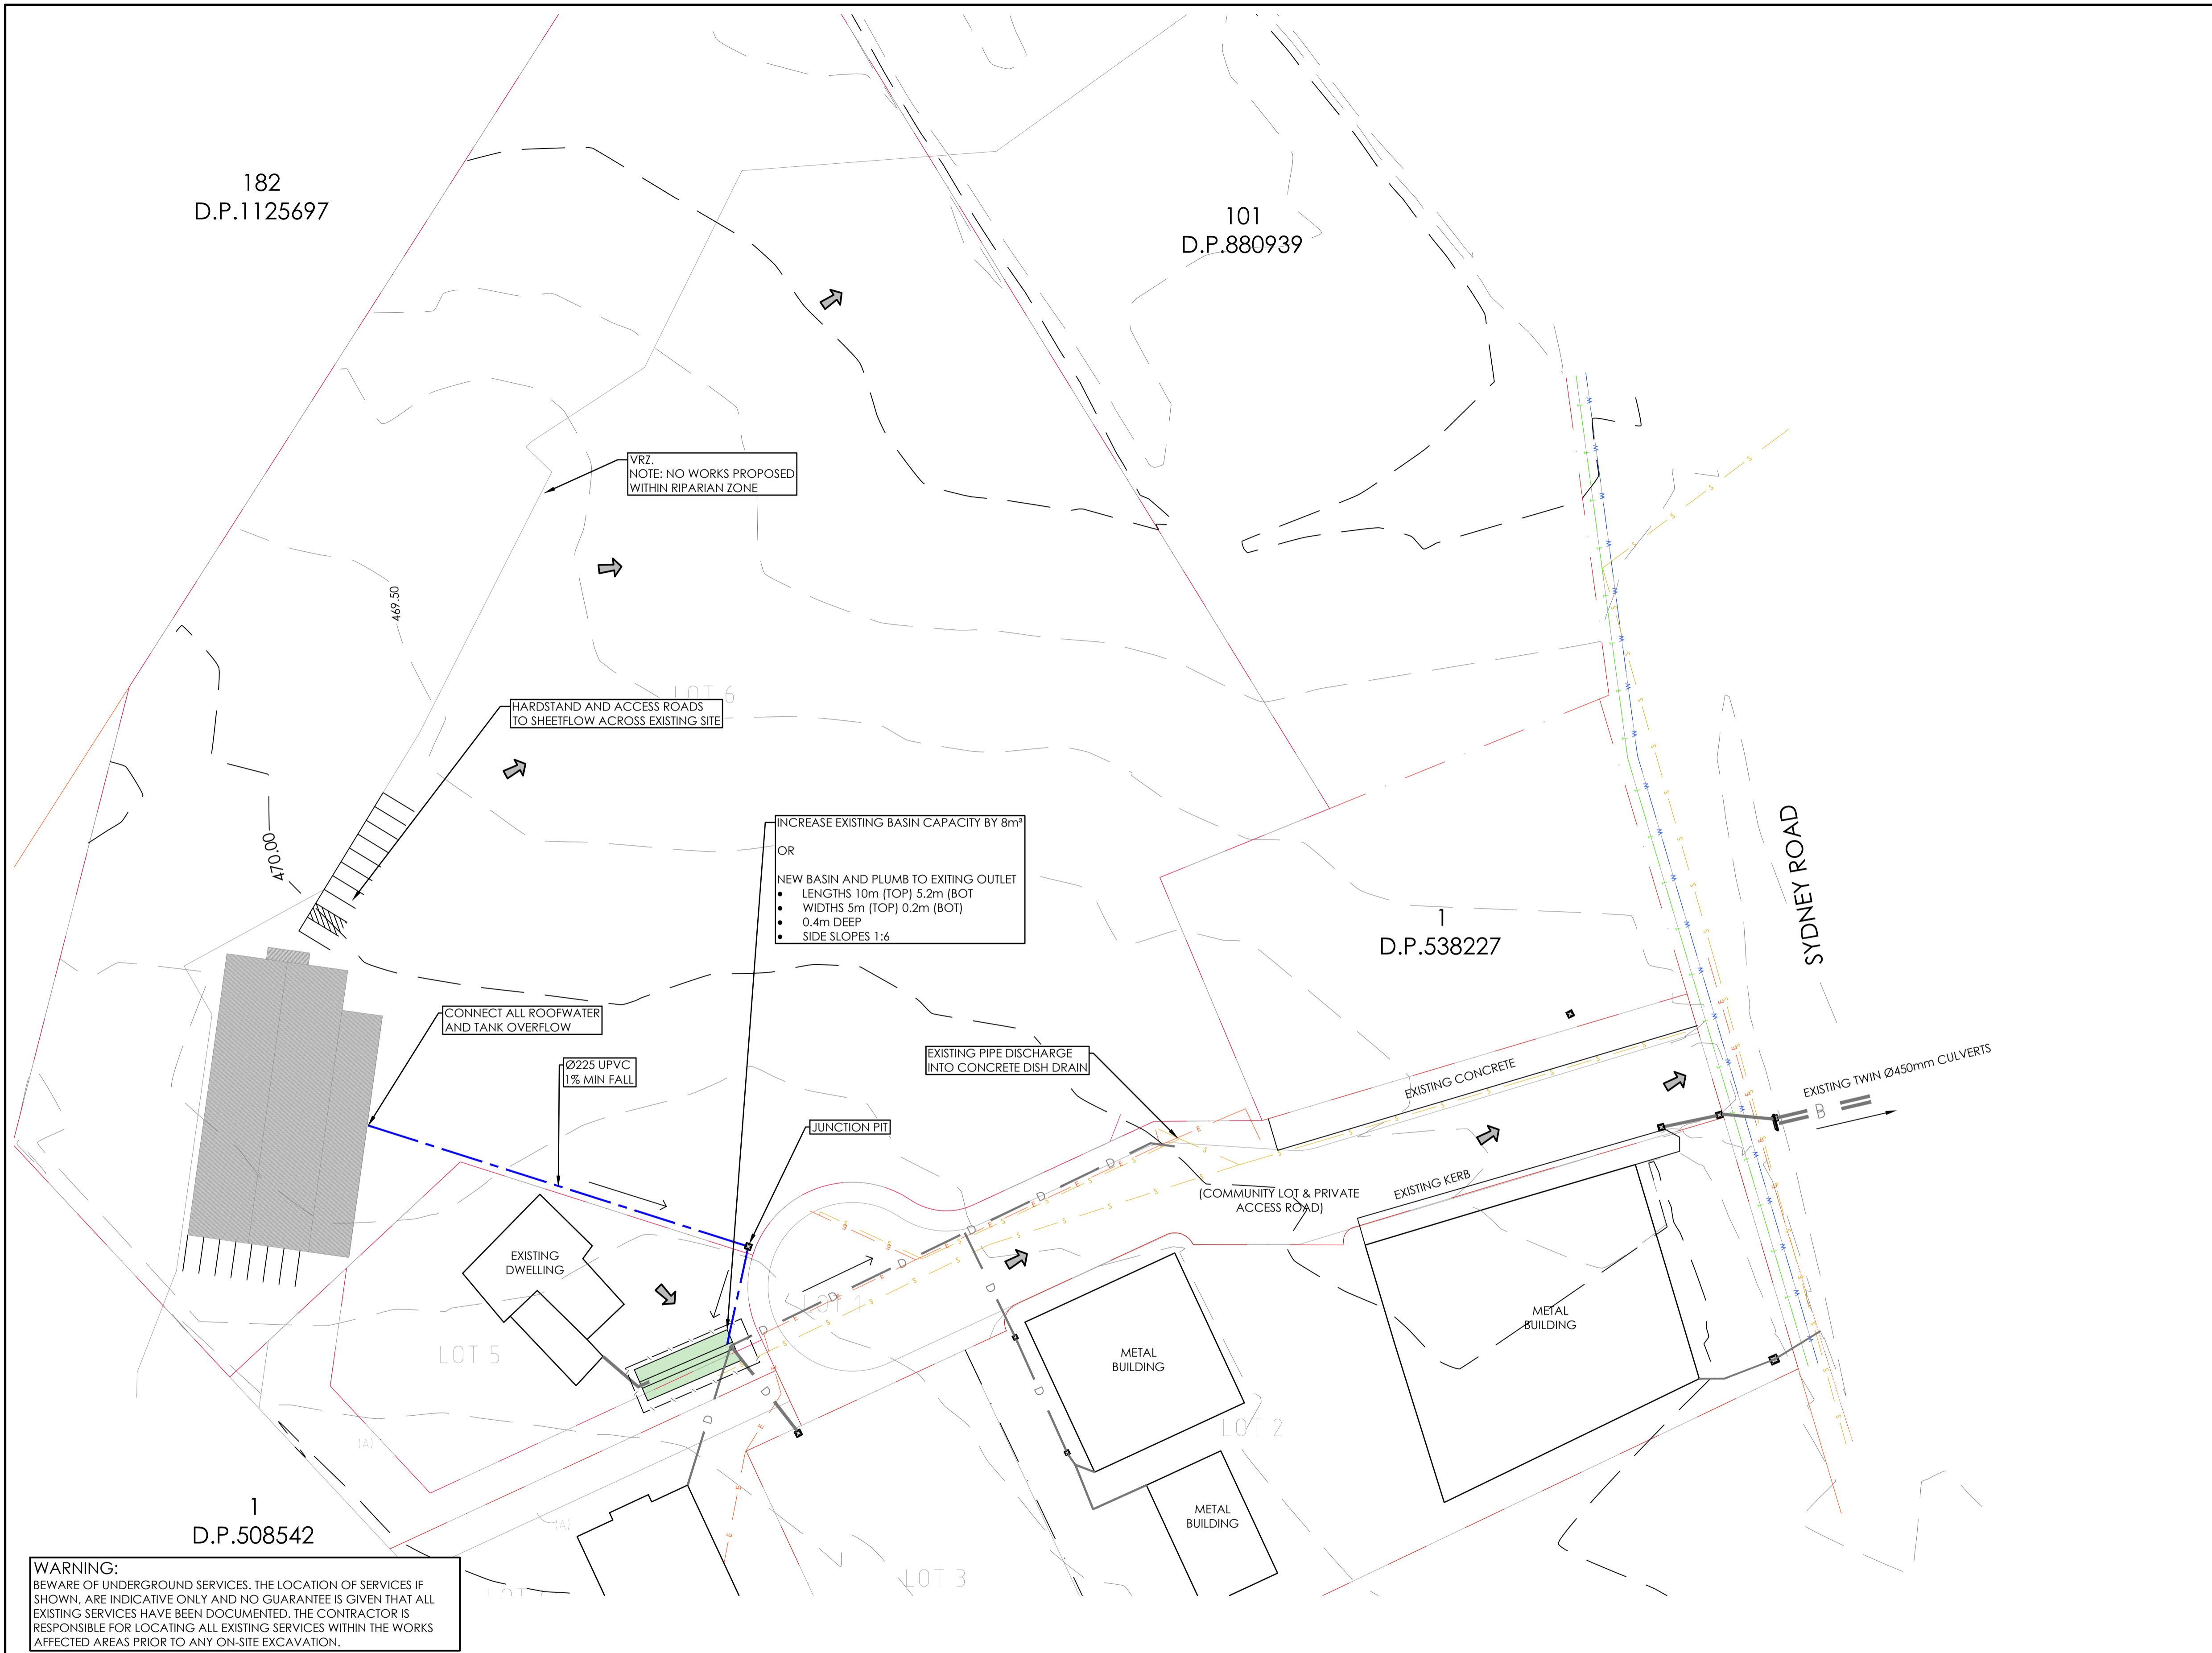 182
D.P.1125697
101
D.P.880939
VRZ.
NOTE: NO WORKS PROPOSED
WITHIN RIPARIAN ZONE
469.50
LOT 6
HARDSTAND AND ACCESS ROADS
TO SHEETFLOW ACROSS EXISTING SITE
470.00
INCREASE EXISTING BASIN CAPACITY BY 8m³
OR
NEW BASIN AND PLUMB TO EXITING OUTLET
• LENGTHS 10m (TOP) 5.2m (BOT
• WIDTHS 5m (TOP) 0.2m (BOT)
• 0.4m DEEP
• SIDE SLOPES 1:6
SYDNEY ROAD
1
D.P.538227
CONNECT ALL ROOFWATER
AND TANK OVERFLOW
Ø225 UPVC
1% MIN FALL
EXISTING PIPE DISCHARGE
INTO CONCRETE DISH DRAIN
EXISTING CONCRETE
EXISTING TWIN Ø450mm CULVERTS
B
JUNCTION PIT
(COMMUNITY LOT & PRIVATE
ACCESS ROAD)
EXISTING KERB
EXISTING
DWELLING
LOT 1
METAL
BUILDING
METAL
BUILDING
LOT 5
LOT 2
(A)
1
D.P.508542
METAL
BUILDING
(A)
LOT 3
WARNING:
BEWARE OF UNDERGROUND SERVICES. THE LOCATION OF SERVICES IF
SHOWN, ARE INDICATIVE ONLY AND NO GUARANTEE IS GIVEN THAT ALL
EXISTING SERVICES HAVE BEEN DOCUMENTED. THE CONTRACTOR IS
RESPONSIBLE FOR LOCATING ALL EXISTING SERVICES WITHIN THE WORKS
AFFECTED AREAS PRIOR TO ANY ON-SITE EXCAVATION.